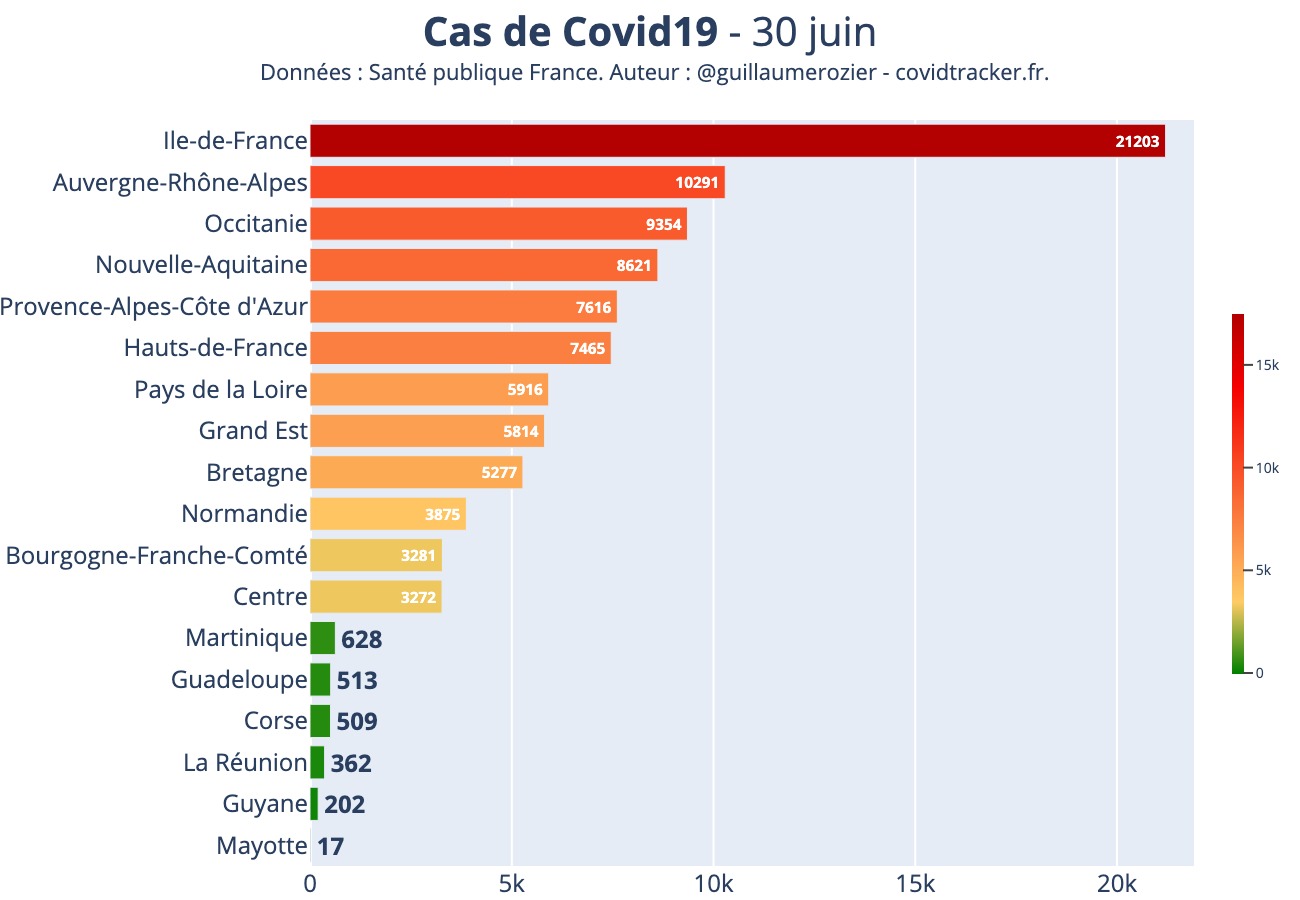 Cas de Covid19 - 30 juin
Données : Santé publique France. Auteur : @guillaumerozier - covidtracker.fr.
Ile-de-France 21203
Auvergne-Rhône-Alpes 10291
Occitanie 9354
Nouvelle-Aquitaine 8621
Provence-Alpes-Côte d'Azur 7616
Hauts-de-France 7465
Pays de la Loire 5916
Grand Est 5814
Bretagne 5277
Normandie 3875
Bourgogne-Franche-Comté 3281
Centre 3272
Martinique 628
Guadeloupe 513
Corse 509
La Réunion 362
Guyane 202
Mayotte 17
0 5k 10k 15k 20k
15k
10k
5k
0